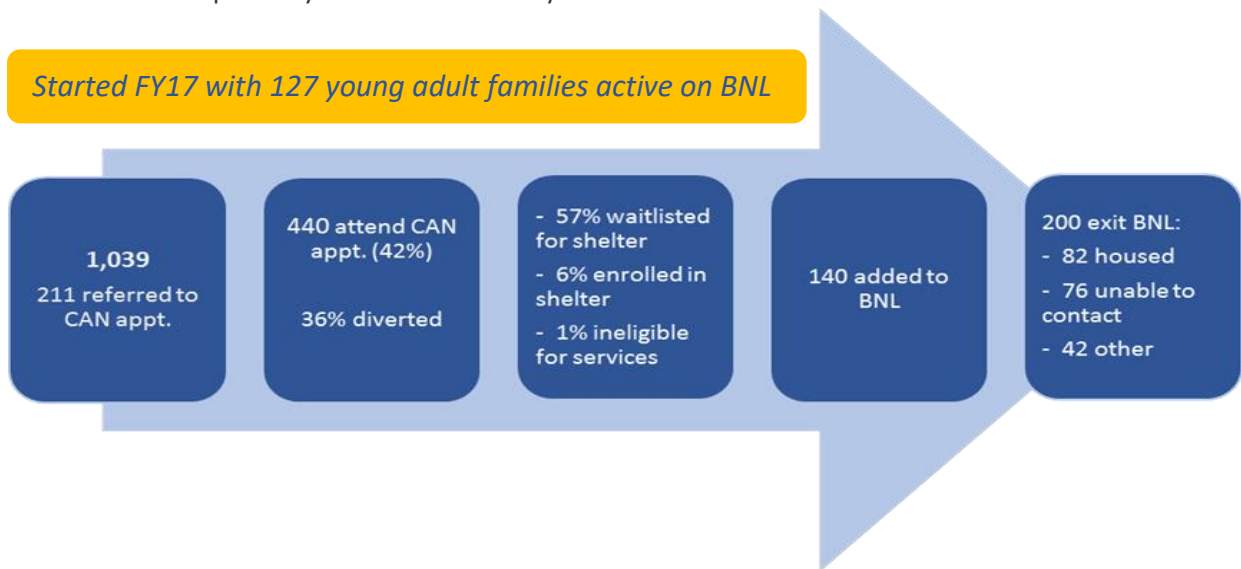 Started FY17 with 127 young adult families active on BNL
1,039
211 referred to
CAN appt.
440 attend CAN
appt. (42%)
36% diverted
- 57% waitlisted
for shelter
- 6% enrolled in
shelter
- 1% ineligible
for services
140 added to
BNL
200 exit BNL:
- 82 housed
- 76 unable to
contact
- 42 other